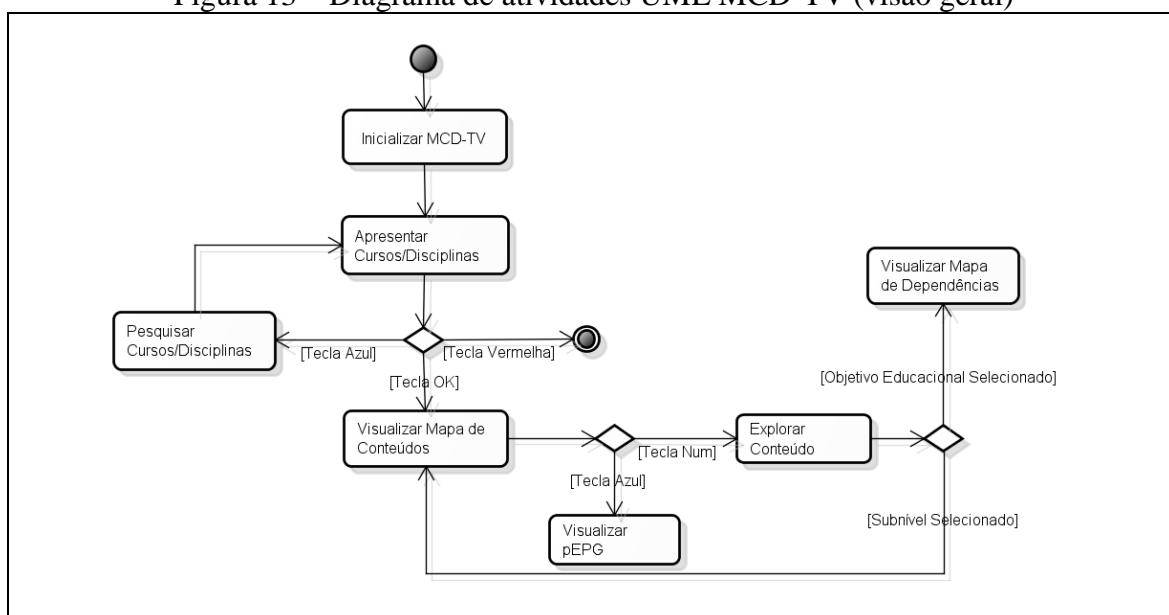 Figura 13 – Diagrama de atividades UML MCD-TV (visão geral)
Inicializar MCD-TV
Apresentar
Cursos/Disciplinas
Visualizar Mapa
de Dependências
Pesquisar
Cursos/Disciplinas
[Tecla Azul]
[Tecla Vermelha]
[Tecla OK]
[Objetivo Educacional Selecionado]
Visualizar Mapa de
Conteúdos
Explorar
Conteúdo
[Tecla Num]
[Tecla Azul]
[Subnível Selecionado]
Visualizar
pEPG